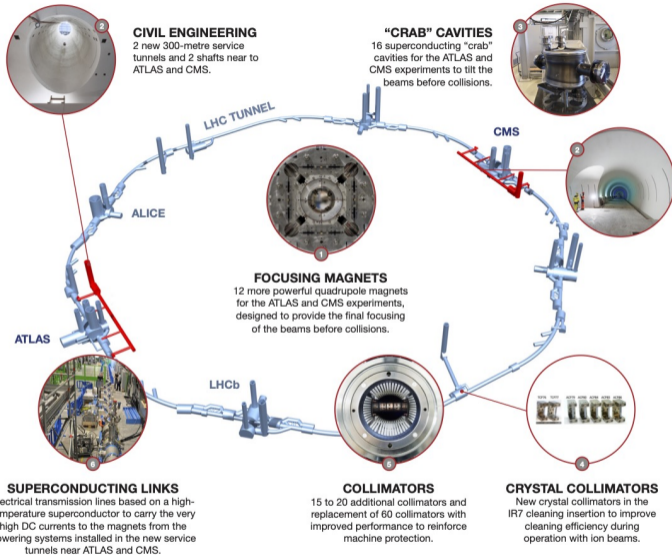 CIVIL ENGINEERING
2 new 300-metre service
tunnels and 2 shafts near to
ATLAS and CMS.
“CRAB” CAVITIES
16 superconducting “crab”
cavities for the ATLAS and
CMS experiments to tilt the
beams before collisions.
2
3
LHC TUNNEL
CMS
2
ALICE
1
FOCUSING MAGNETS
12 more powerful quadrupole magnets
for the ATLAS and CMS experiments,
designed to provide the final focusing
of the beams before collisions.
ATLAS
LHCb
6
5
4
SUPERCONDUCTING LINKS
ectrical transmission lines based on a high-
mperature superconductor to carry the very
high DC currents to the magnets from the
owering systems installed in the new service
tunnels near ATLAS and CMS.
COLLIMATORS
15 to 20 additional collimators and
replacement of 60 collimators with
improved performance to reinforce
machine protection.
CRYSTAL COLLIMATORS
New crystal collimators in the
IR7 cleaning insertion to improve
cleaning efficiency during
operation with ion beams.